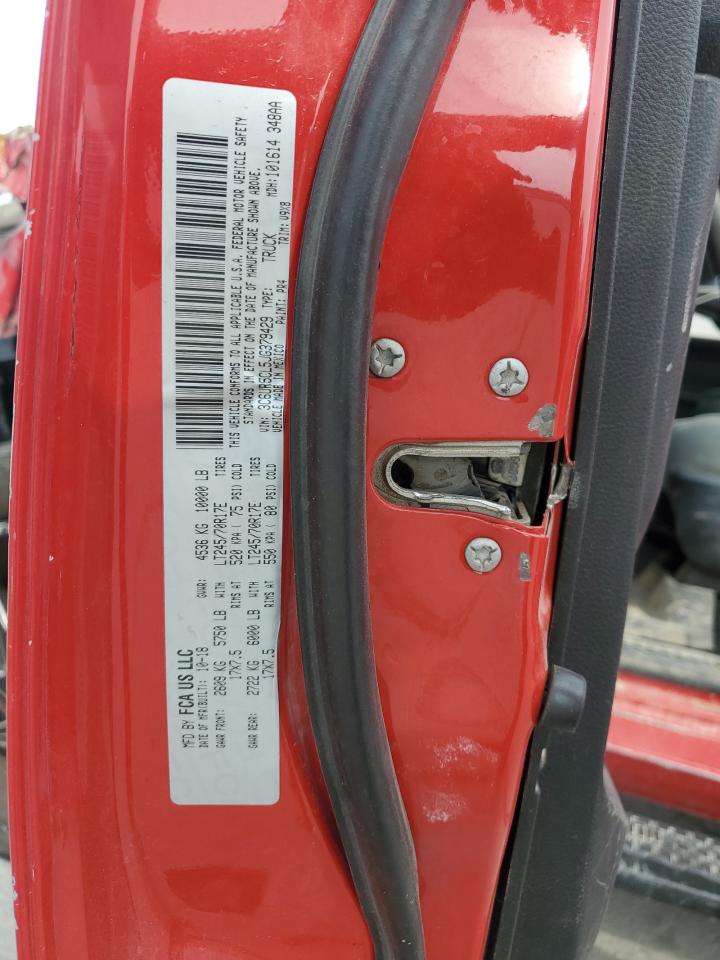 MFD BY FCA US LLC
DATE OF MFR(BUILT): 10-18 GVWR: 4536 KG 10000 LB
GAWR FRONT: 2609 KG 5750 LB WITH LT245/70R17E TIRES
17X7.5 RIMS AT 520 KPA ( 75 PSI) COLD
GAWR REAR: 2722 KG 6000 LB WITH LT245/70R17E TIRES
17X7.5 RIMS AT 550 KPA ( 80 PSI) COLD
THIS VEHICLE CONFORMS TO ALL APPLICABLE U.S.A. FEDERAL MOTOR VEHICLE SAFETY
STANDARDS IN EFFECT ON THE DATE OF MANUFACTURE SHOWN ABOVE.
VIN: 3C6UR5CL5JG379429 TYPE: TRUCK MDH:101614 348AA
VEHICLE MADE IN MEXICO PAINT: PR4 TRIM: V9X8